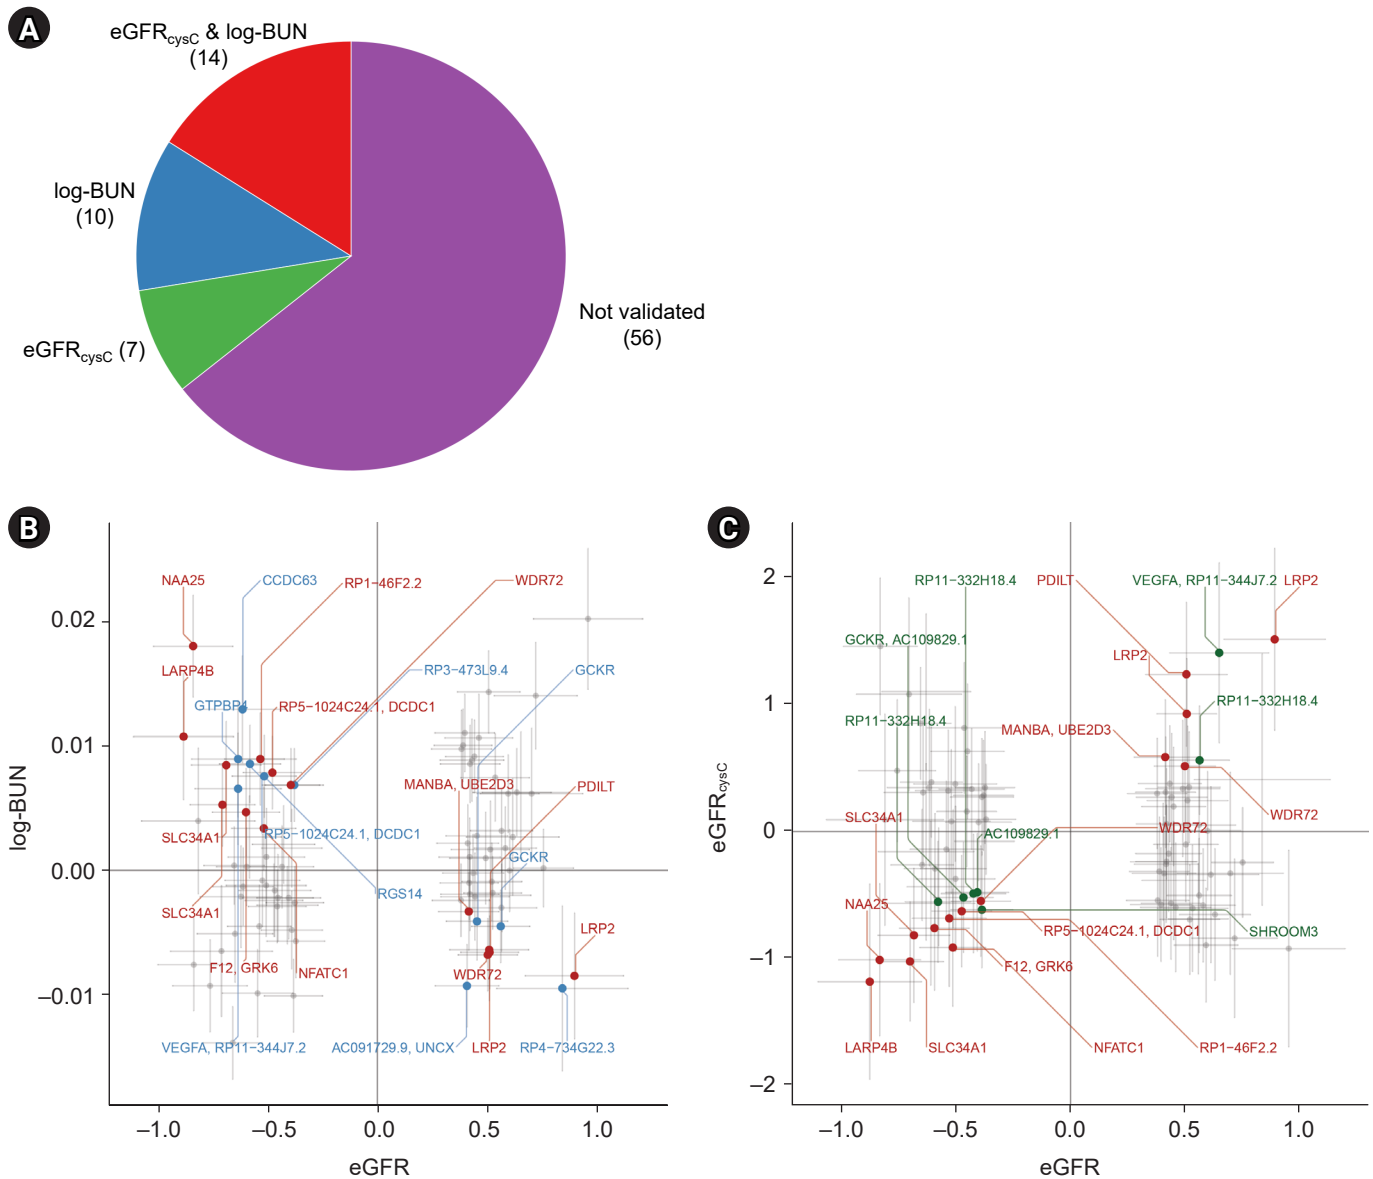 A
eGFRcysC & log-BUN
(14)
log-BUN
(10)
eGFRcysC (7)
Not validated
(56)
B
log-BUN
0.02
0.01
0.00
−0.01
NAA25
CCDC63
RP1−46F2.2
WDR72
LARP4B
RP3−473L9.4
GCKR
GTPBP4
RP5−1024C24.1, DCDC1
MANBA, UBE2D3
PDILT
SLC34A1
RP5−1024C24.1, DCDC1
GCKR
RGS14
SLC34A1
LRP2
F12, GRK6
NFATC1
WDR72
VEGFA, RP11−344J7.2
AC091729.9, UNCX
LRP2
RP4−734G22.3
−1.0
−0.5
0.0
0.5
1.0
eGFR
C
eGFRcysC
2
1
0
−1
−2
RP11−332H18.4
PDILT
VEGFA, RP11−344J7.2
LRP2
GCKR, AC109829.1
LRP2
RP11−332H18.4
RP11−332H18.4
MANBA, UBE2D3
SLC34A1
WDR72
AC109829.1
WDR72
NAA25
RP5−1024C24.1, DCDC1
SHROOM3
F12, GRK6
LARP4B
SLC34A1
NFATC1
RP1−46F2.2
−1.0
−0.5
0.0
0.5
1.0
eGFR